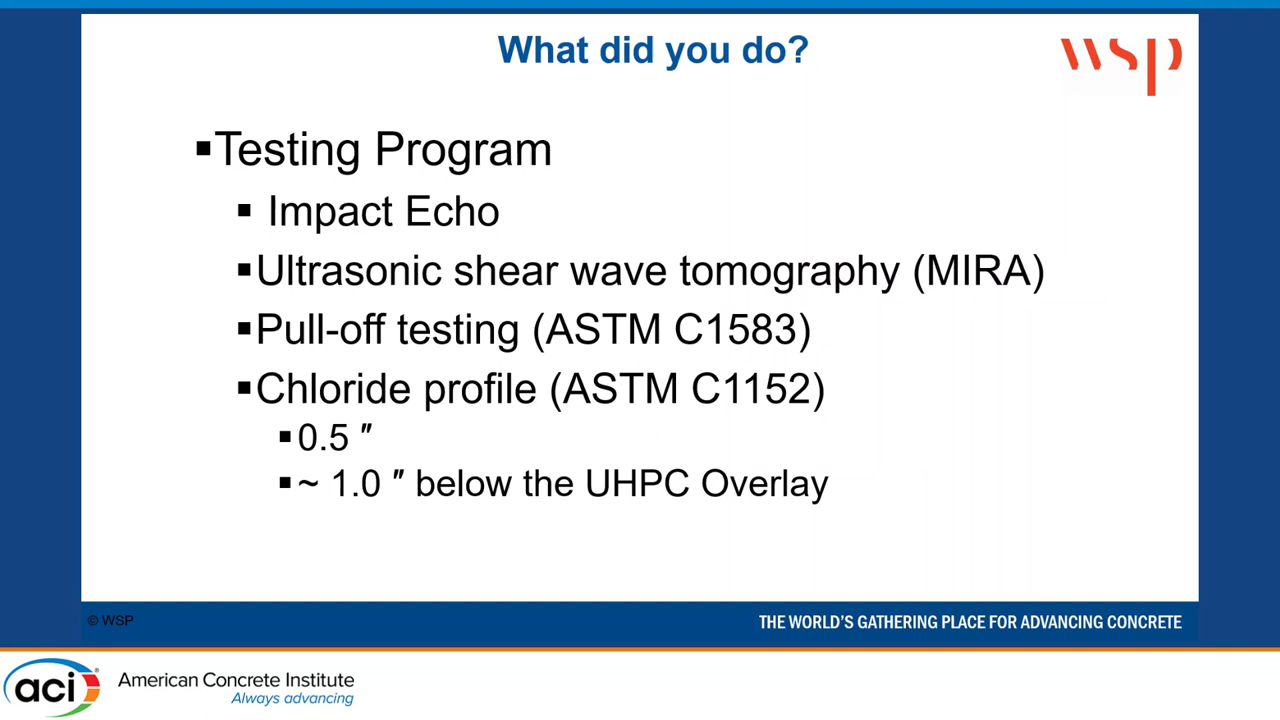 What did you do?
wsp
▪Testing Program
▪ Impact Echo
▪Ultrasonic shear wave tomography (MIRA)
▪Pull-off testing (ASTM C1583)
▪Chloride profile (ASTM C1152)
▪0.5 ″
▪~ 1.0 ″ below the UHPC Overlay
© WSP
THE WORLD'S GATHERING PLACE FOR ADVANCING CONCRETE
aci®
American Concrete Institute
Always advancing